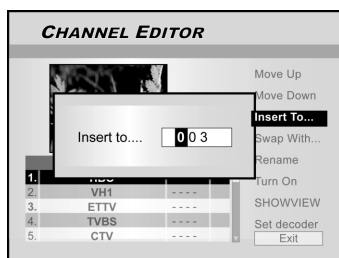 CHANNEL EDITOR
Move Up
Move Down
Insert To...
Swap With...
Rename
Turn On
SHOWVIEW
Set decoder
Exit
Insert to.... 0 0 3
1.
2. VH1 - - - -
3. ETTV - - - -
4. TVBS - - - -
5. CTV - - - -